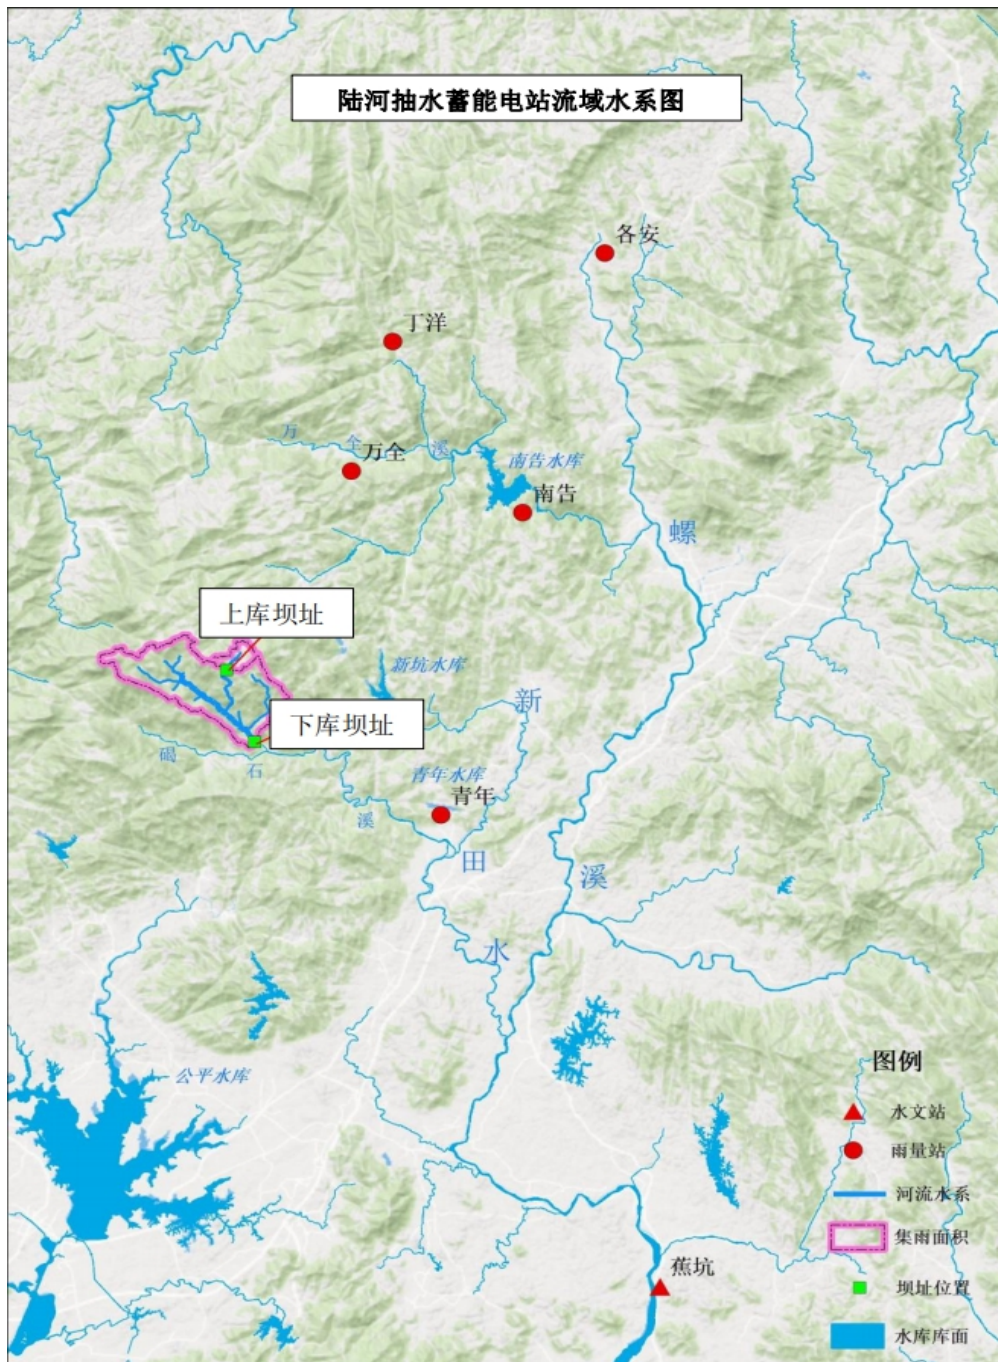 陆河抽水蓄能电站流域水系图
各安
丁洋
万
全
溪
万全
南告水库
南告
螺
上库坝址
新坑水库
新
下库坝址
碣
石
溪
青年水库
青年
田
溪
水
公平水库
图例
水文站
雨量站
河流水系
集雨面积
蕉坑
坝址位置
水库库面